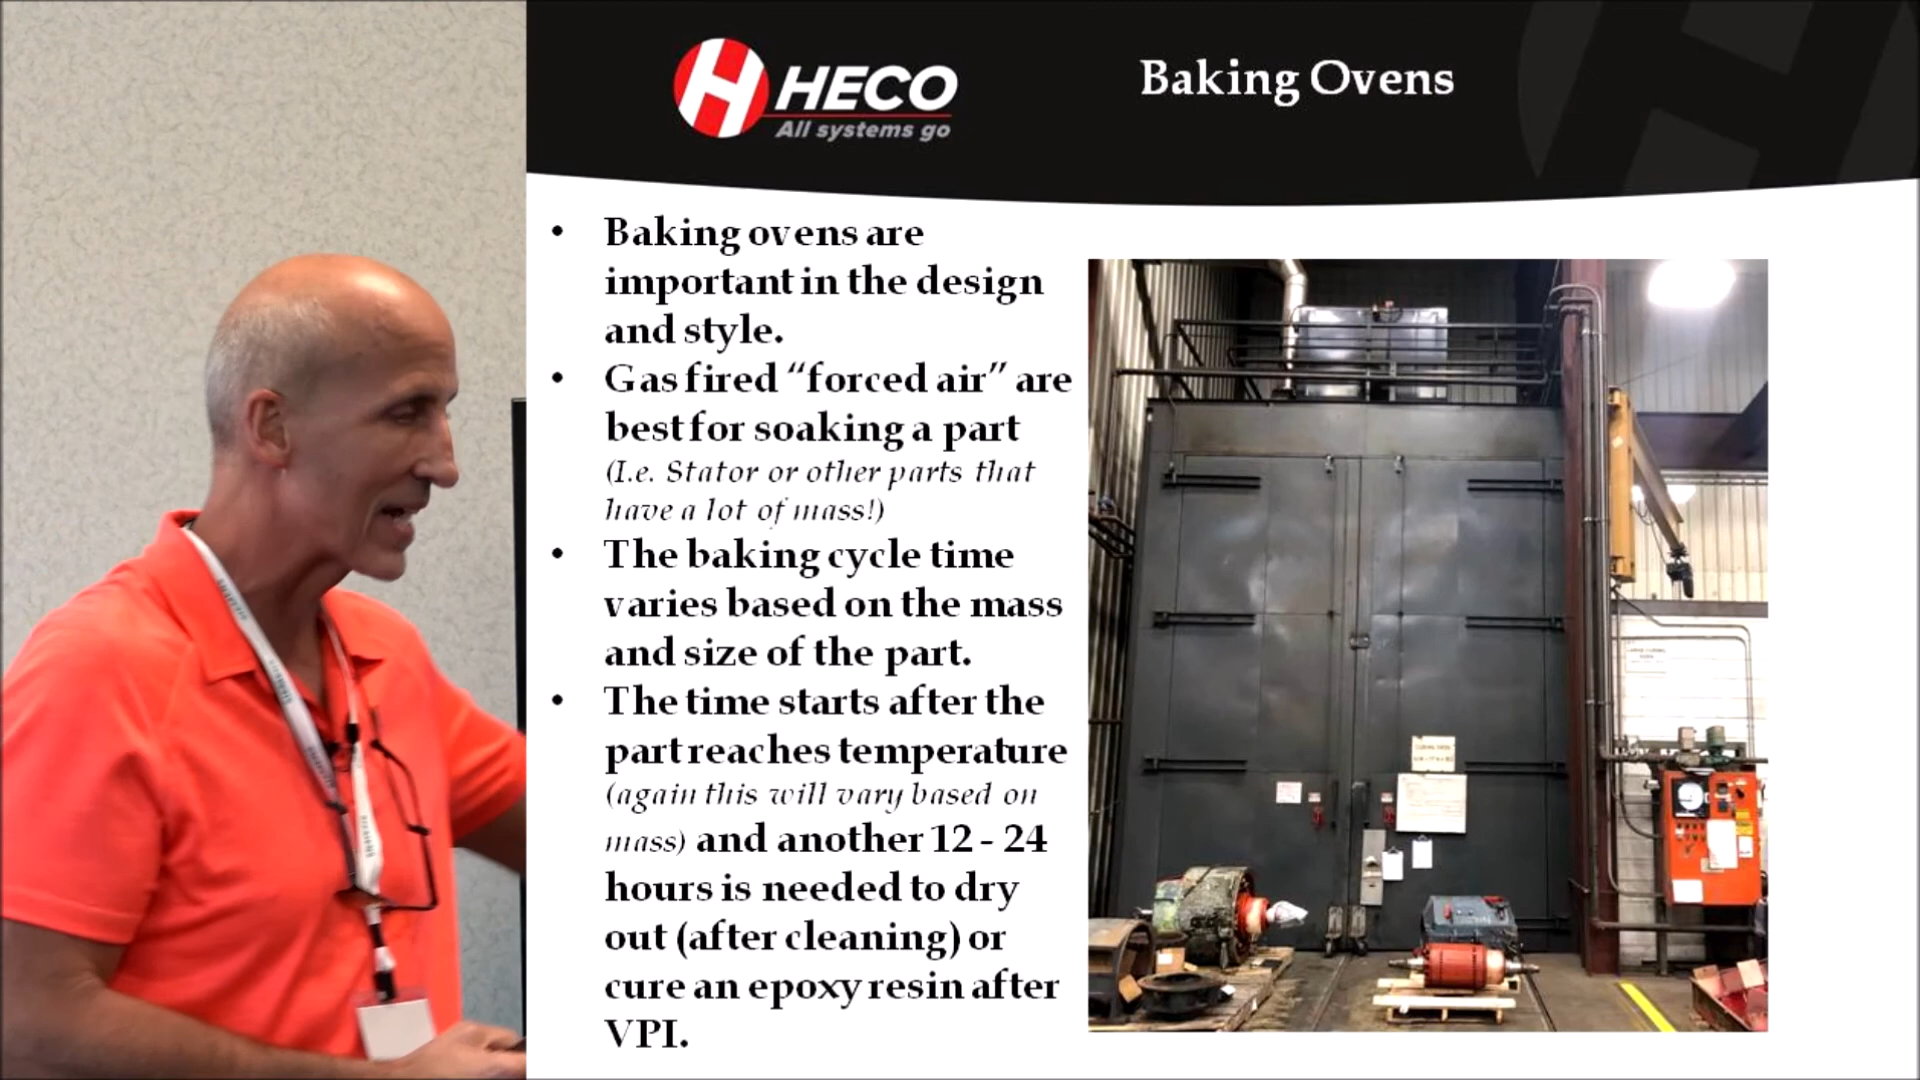 HECO
All systems go
Baking Ovens
• Baking ovens are
important in the design
and style.
• Gas fired “forced air” are
best for soaking a part
(I.e. Stator or other parts that
have a lot of mass!)
• The baking cycle time
varies based on the mass
and size of the part.
• The time starts after the
part reaches temperature
(again this will vary based on
mass) and another 12 - 24
hours is needed to dry
out (after cleaning) or
cure an epoxy resin after
VPI.